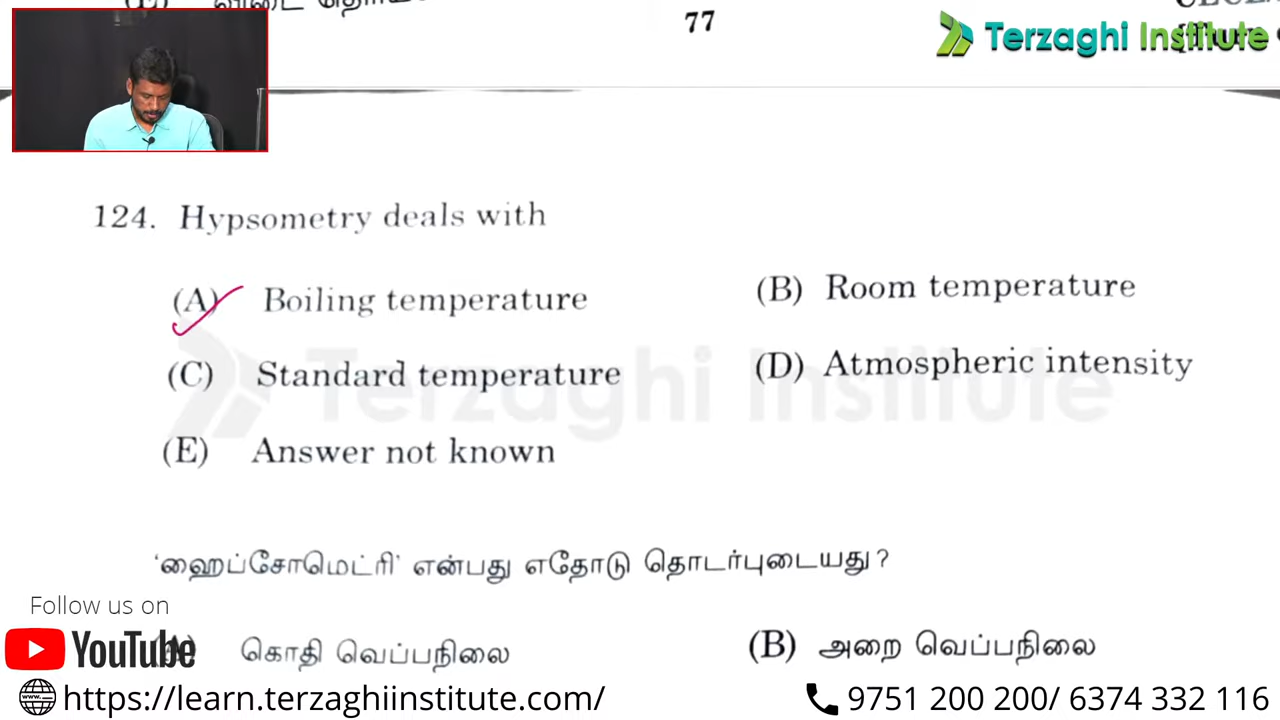 77
Terzaghi Institute
124. Hypsometry deals with
(A) Boiling temperature
(B) Room temperature
(C) Standard temperature
(D) Atmospheric intensity
(E) Answer not known
Terzaghi Institute
'ஹைப்சோமெட்ரி' என்பது எதோடு தொடர்புடையது?
(A) கொதி வெப்பநிலை
(B) அறை வெப்பநிலை
Follow us on
YouTube
https://learn.terzaghiinstitute.com/
9751 200 200/ 6374 332 116